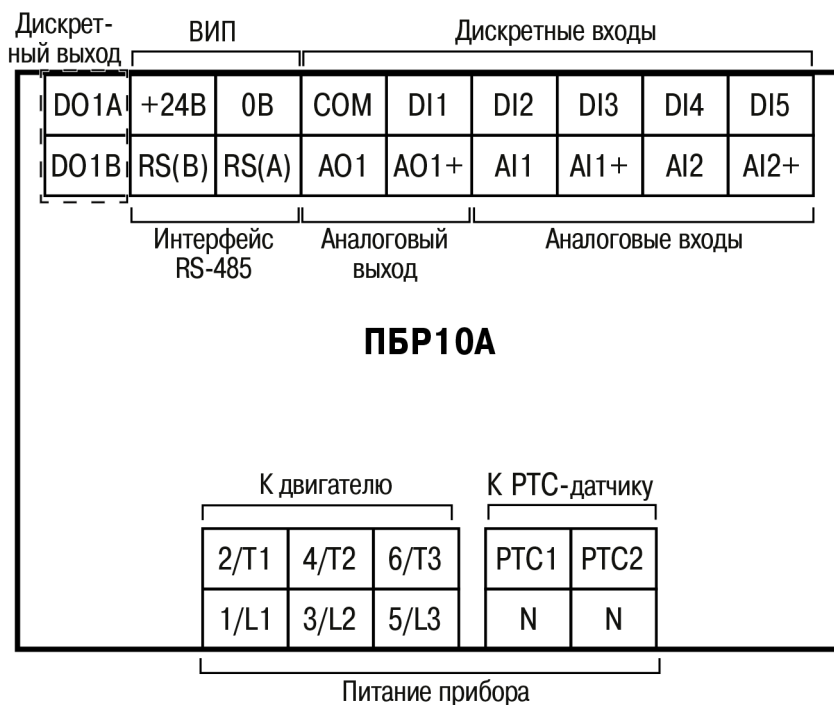 Дискрет-
ный выход
ВИП
Дискретные входы
DO1A +24В 0В COM DI1 DI2 DI3 DI4 DI5
DO1B RS(B) RS(A) AO1 AO1+ AI1 AI1+ AI2 AI2+
Интерфейс
RS-485
Аналоговый
выход
Аналоговые входы
ПБР10А
К двигателю
К РТС-датчику
2/T1 4/T2 6/T3 PTC1 PTC2
1/L1 3/L2 5/L3 N N
Питание прибора